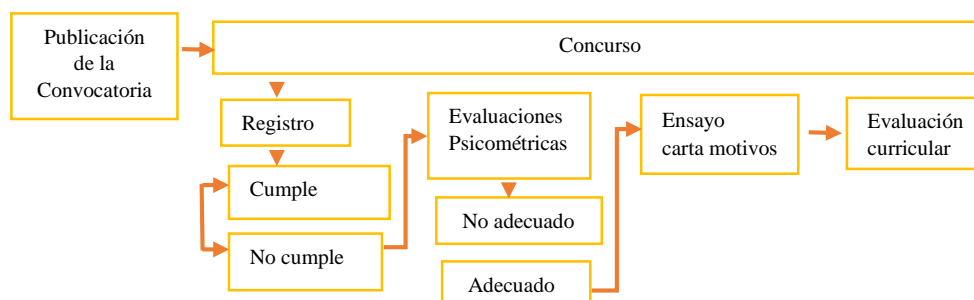 Publicación
de la
Convocatoria
Concurso
Registro
Cumple
No cumple
Evaluaciones
Psicométricas
No adecuado
Adecuado
Ensayo
carta motivos
Evaluación
curricular